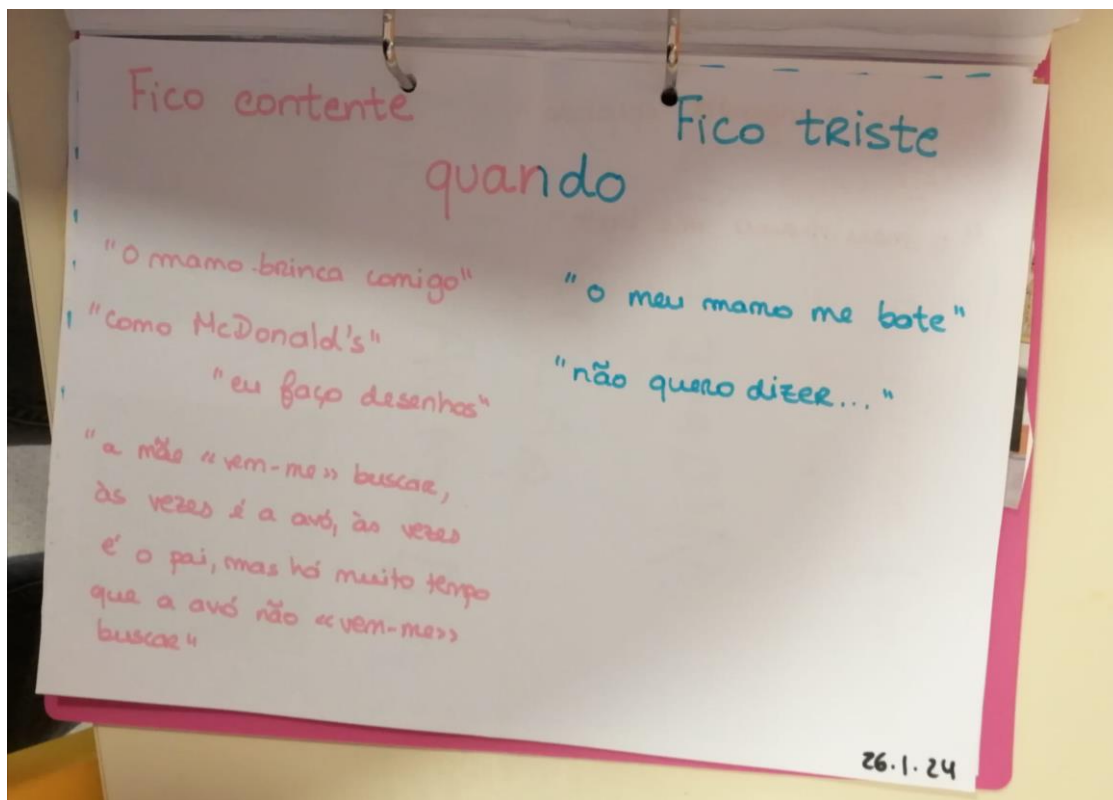 Fico contente
Fico triste
quando
"o mamo brinca comigo"
"como McDonald's"
"eu faço desenhos"
"a mãe «vem-me» buscar,
às vezes é a avó, às vezes
é o pai, mas há muito tempo
que a avó não «vem-me»
buscar"
"o meu mamo me bate"
"não quero dizer..."
26.1.24